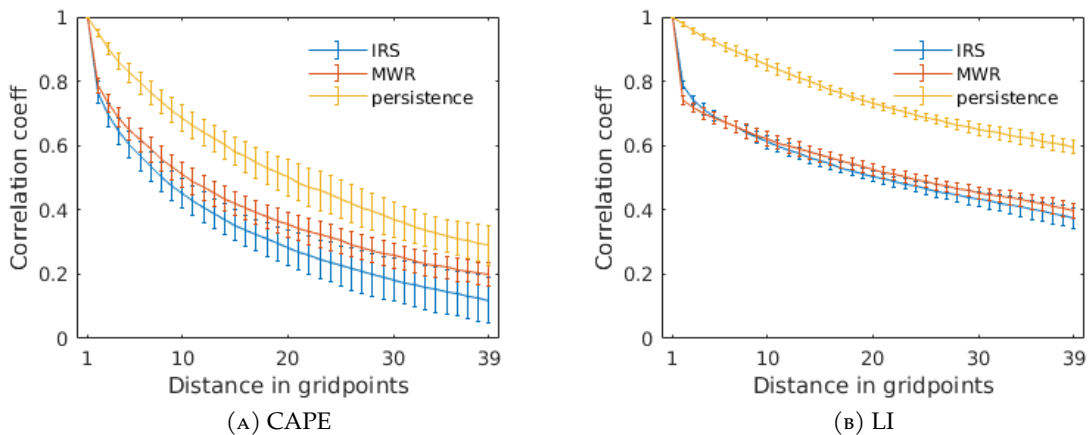 1
0.8
0.6
0.4
0.2
0
Correlation coeff
IRS
MWR
persistence
1 10 20 30 39
Distance in gridpoints
(A) CAPE
1
0.8
0.6
0.4
0.2
0
Correlation coeff
IRS
MWR
persistence
1 10 20 30 39
Distance in gridpoints
(B) LI